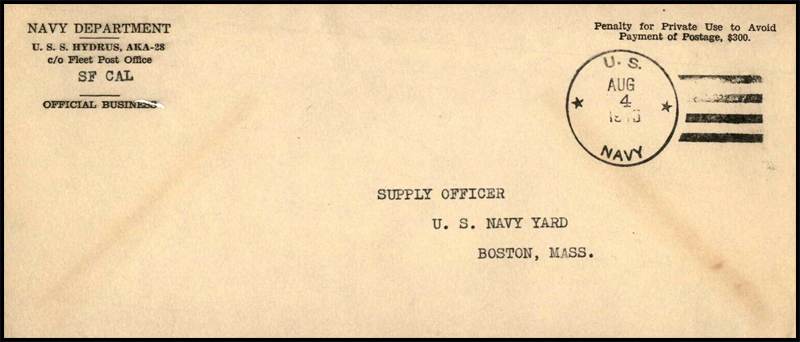 NAVY DEPARTMENT
U. S. S. HYDRUS, AKA-28
c/o Fleet Post Office
SF CAL
OFFICIAL BUSINESS
Penalty for Private Use to Avoid
Payment of Postage, $300.
U. S.
AUG
4
NAVY
SUPPLY OFFICER
U. S. NAVY YARD
BOSTON, MASS.